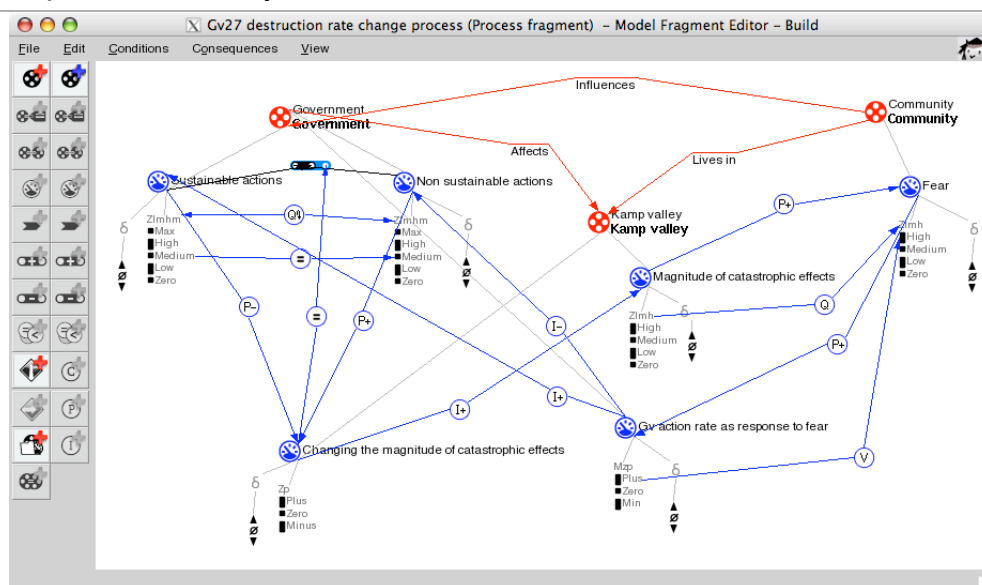 Gv27 destruction rate change process (Process fragment) – Model Fragment Editor – Build
File Edit Conditions Consequences View
Influences
Government
Government
Community
Community
Affects
Lives in
Sustainable actions
Non sustainable actions
Fear
Kamp valley
Kamp valley
P+
Zlmhm
Max
High
Medium
Low
Zero
δ
ø
Q
=
Zlmhm
Max
High
Medium
Low
Zero
δ
ø
Zlmh
High
Medium
Low
Zero
δ
ø
Magnitude of catastrophic effects
Zlmh
High
Medium
Low
Zero
δ
ø
Q
P-
=
P+
I-
P+
I+
I+
Gv action rate as response to fear
Changing the magnitude of catastrophic effects
V
Mzp
Plus
Zero
Min
δ
ø
δ
ø
Zp
Plus
Zero
Minus
C
P
I